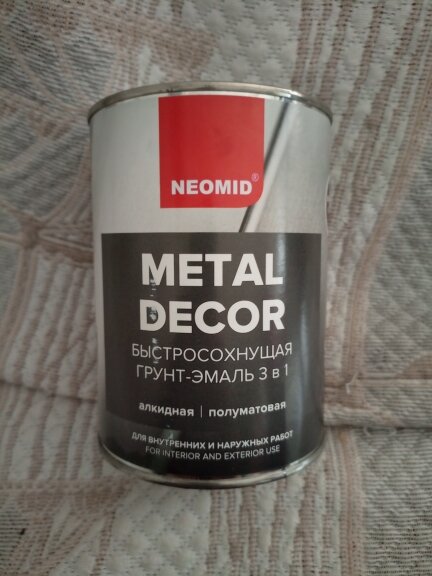 NEOMID®
METAL
DECOR
БЫСТРОСОХНУЩАЯ
ГРУНТ-ЭМАЛЬ 3 в 1
алкидная | полуматовая
ДЛЯ ВНУТРЕННИХ И НАРУЖНЫХ РАБОТ
FOR INTERIOR AND EXTERIOR USE